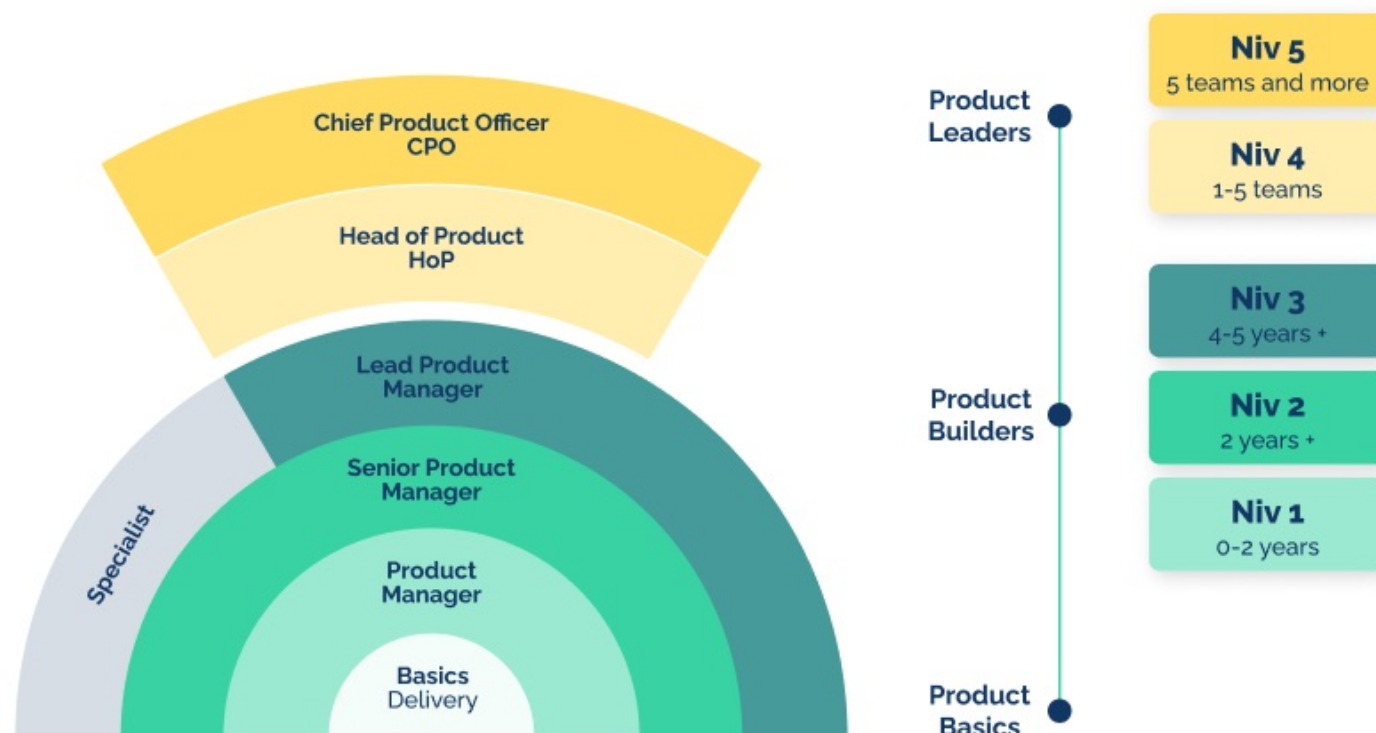 Chief Product Officer
CPO
Head of Product
HoP
Lead Product
Manager
Senior Product
Manager
Specialist
Product
Manager
Basics
Delivery
Product
Leaders
Product
Builders
Product
Basics
Niv 5
5 teams and more
Niv 4
1-5 teams
Niv 3
4-5 years +
Niv 2
2 years +
Niv 1
0-2 years